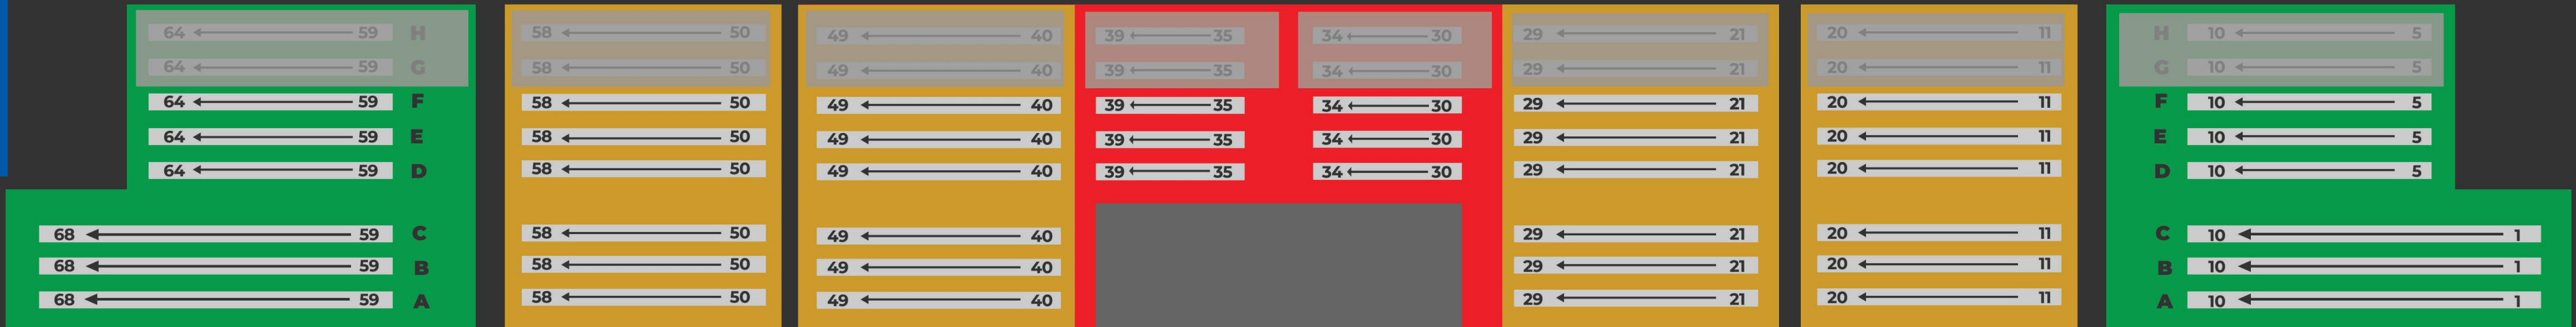 64 59 H 58 50 49 40 39 35 34 30 29 21 20 11 H 10 5
64 59 G 58 50 49 40 39 35 34 30 29 21 20 11 G 10 5
64 59 F 58 50 49 40 39 35 34 30 29 21 20 11 F 10 5
64 59 E 58 50 49 40 39 35 34 30 29 21 20 11 E 10 5
64 59 D 58 50 49 40 39 35 34 30 29 21 20 11 D 10 5
68 59 C 58 50 49 40 29 21 20 11 C 10 1
68 59 B 58 50 49 40 29 21 20 11 B 10 1
68 59 A 58 50 49 40 29 21 20 11 A 10 1